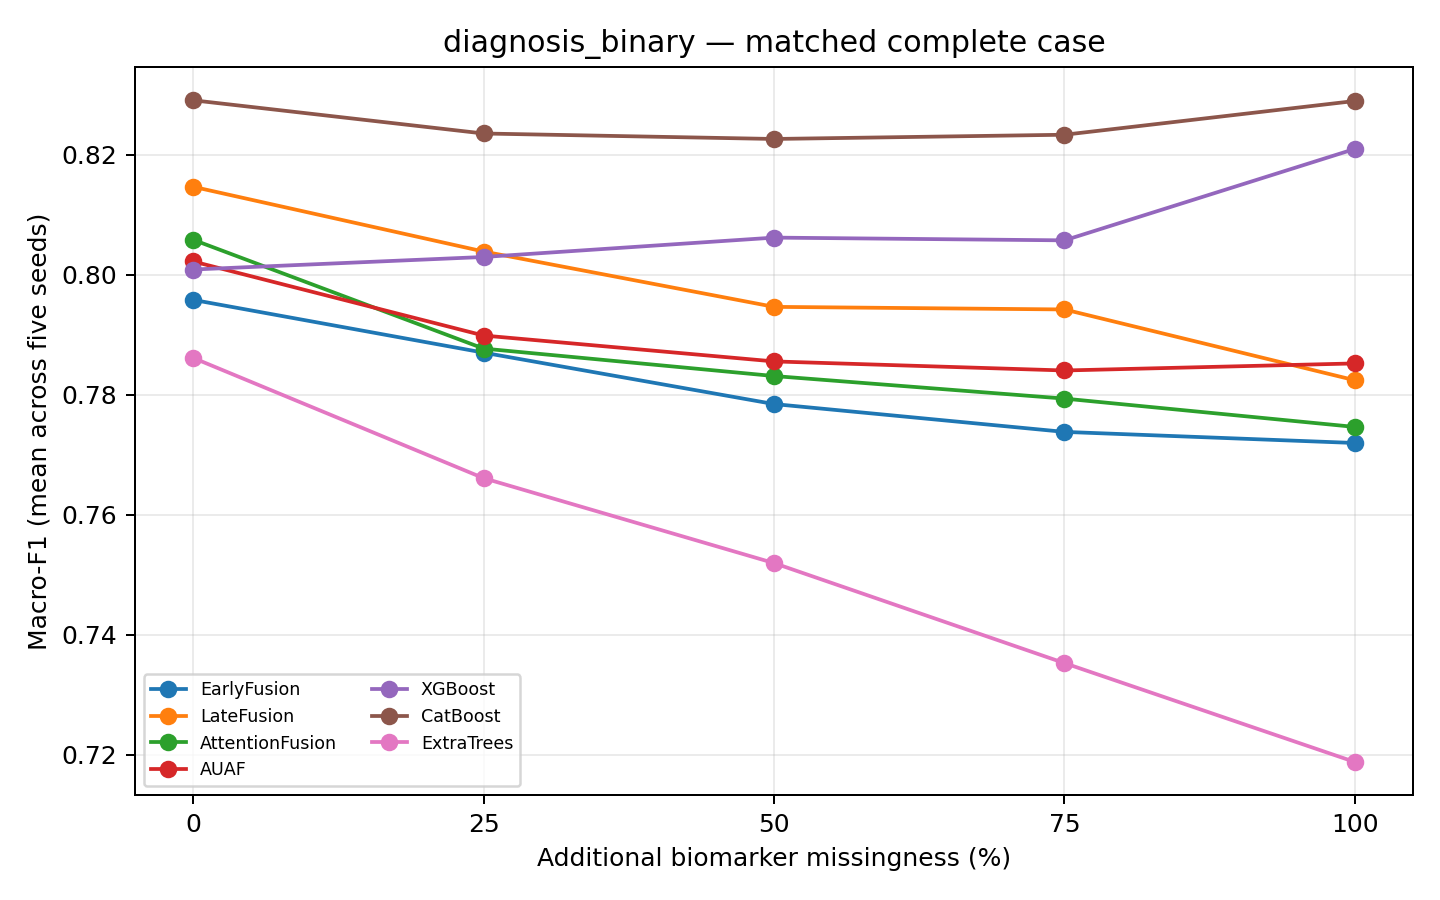 diagnosis_binary — matched complete case
Macro-F1 (mean across five seeds)
0.82
0.80
0.78
0.76
0.74
0.72
EarlyFusion
LateFusion
AttentionFusion
AUAF
XGBoost
CatBoost
ExtraTrees
0 25 50 75 100
Additional biomarker missingness (%)